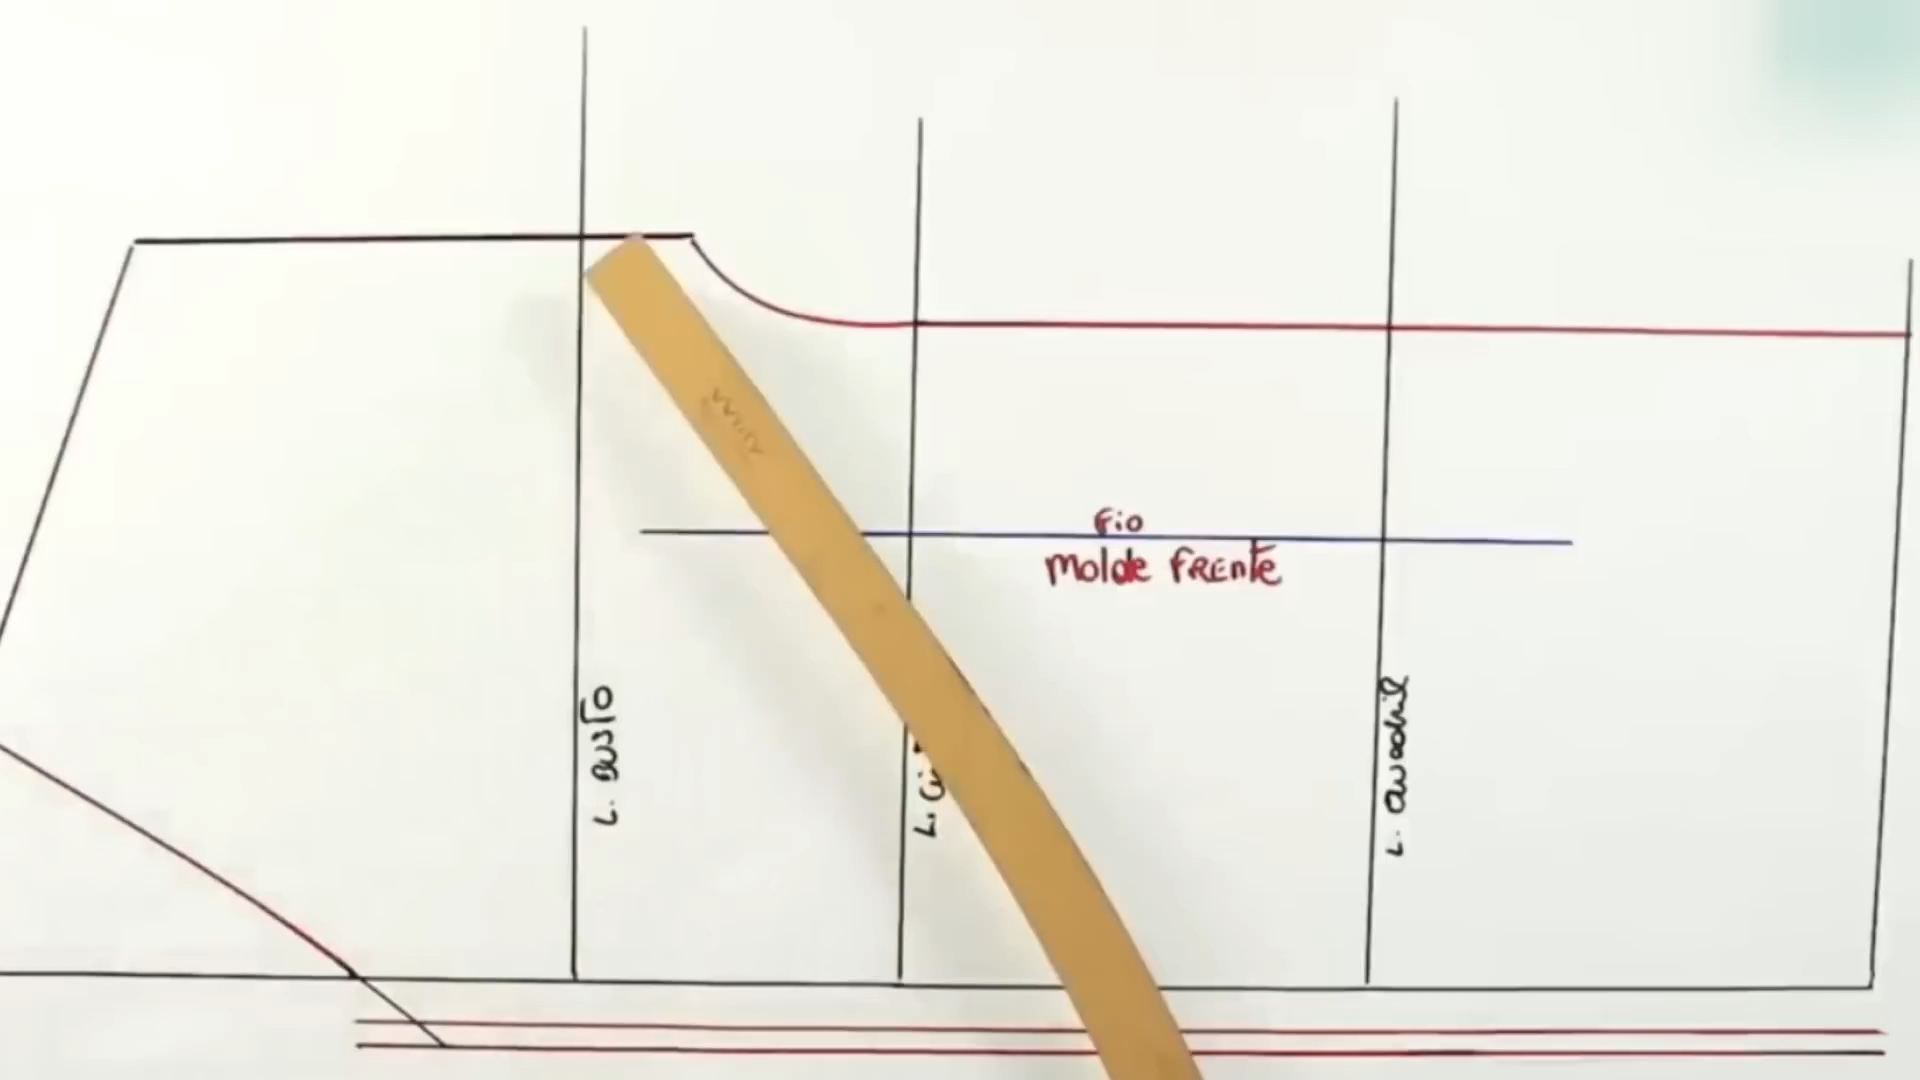 Fio
Molde FRENTE
L. BUSTO
L.
L. Quadril